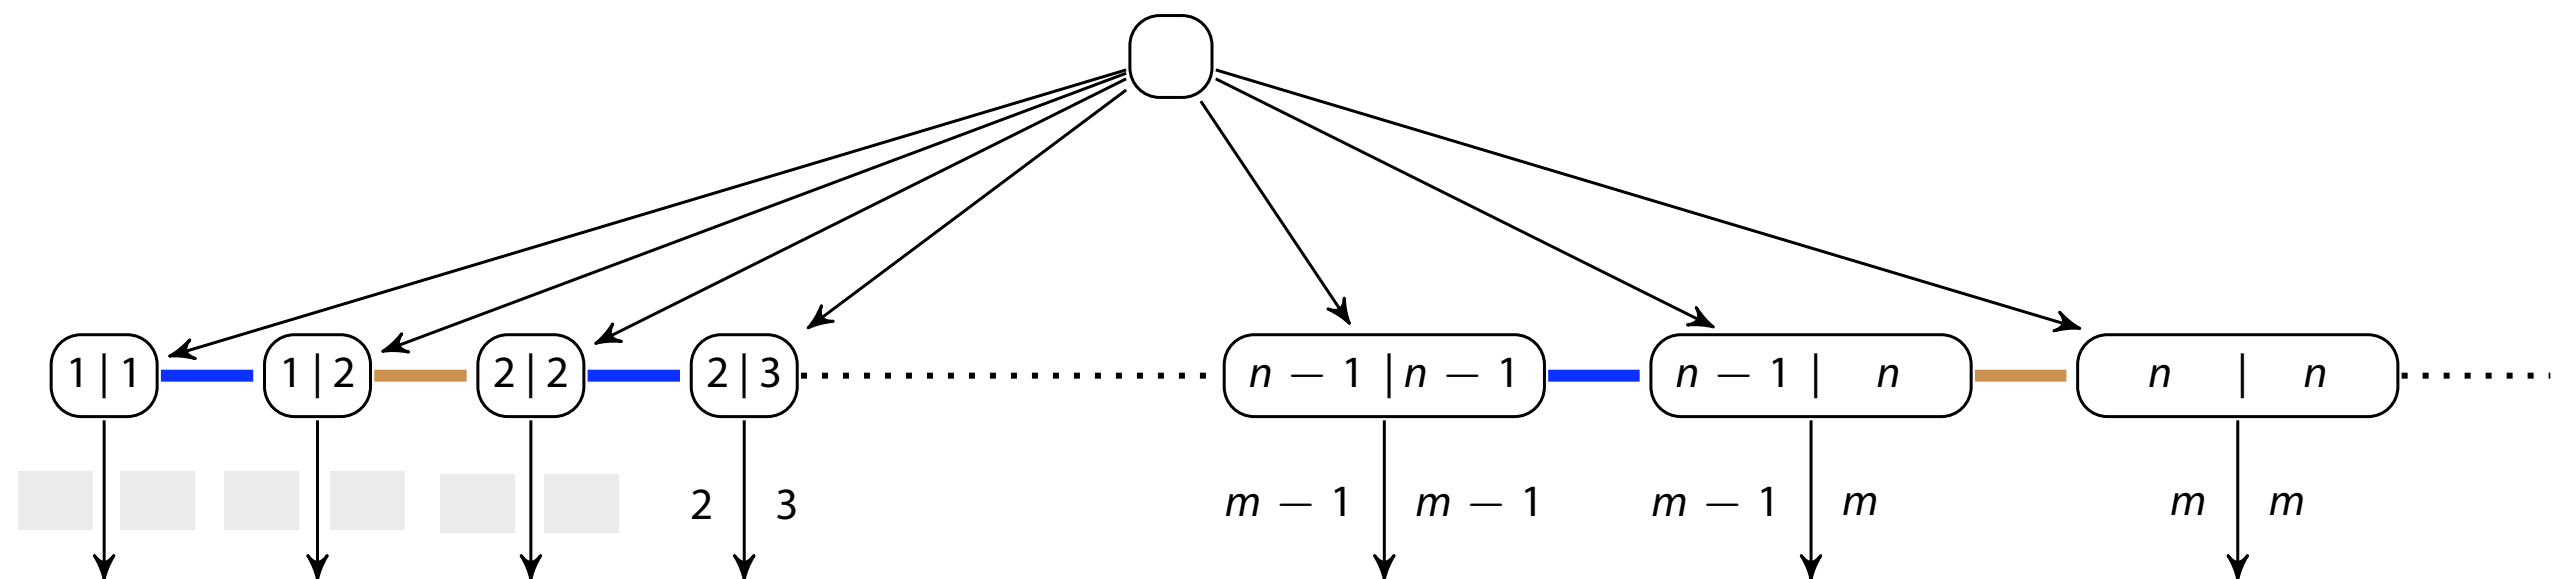 1 | 1 1 | 2 2 | 2 2 | 3 n − 1 | n − 1 n − 1 | n n | n
2 3 m − 1 m − 1 m − 1 m m m